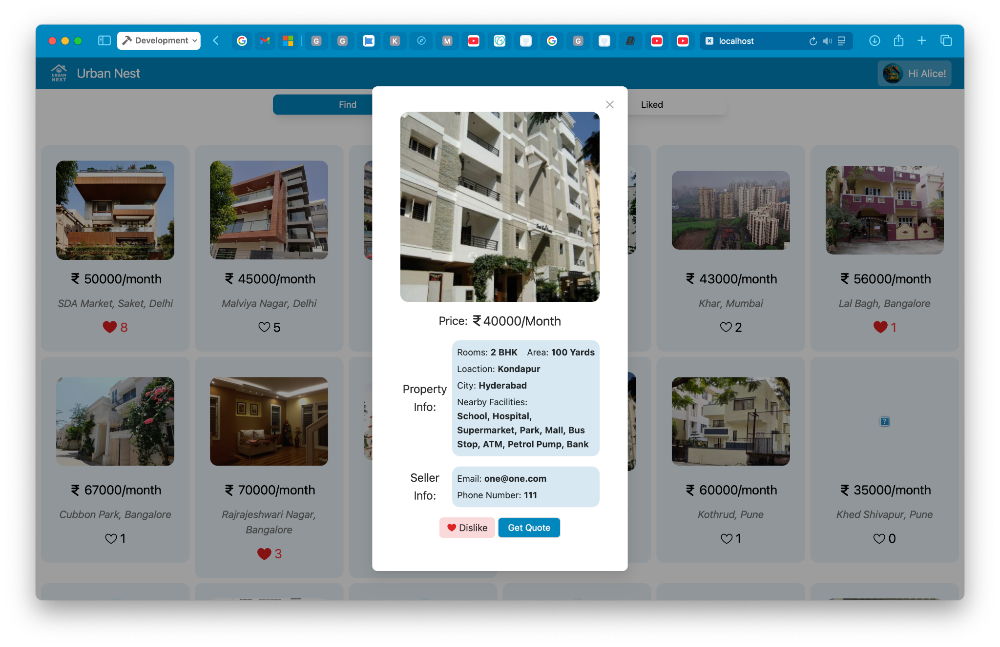 Development
G
G
K
M
G
localhost
URBAN
NEST
Urban Nest
Hi Alice!
Find
Liked
₹ 50000/month
SDA Market, Saket, Delhi
8
₹ 45000/month
Malviya Nagar, Delhi
5
₹ 43000/month
Khar, Mumbai
2
₹ 56000/month
Lal Bagh, Bangalore
1
Price: ₹ 40000/Month
Property
Info:
Rooms: 2 BHK Area: 100 Yards
Loaction: Kondapur
City: Hyderabad
Nearby Facilities:
School, Hospital,
Supermarket, Park, Mall, Bus
Stop, ATM, Petrol Pump, Bank
Seller
Info:
Email: one@one.com
Phone Number: 111
Dislike
Get Quote
₹ 67000/month
Cubbon Park, Bangalore
1
₹ 70000/month
Rajrajeshwari Nagar,
Bangalore
3
₹ 60000/month
Kothrud, Pune
1
?
₹ 35000/month
Khed Shivapur, Pune
0